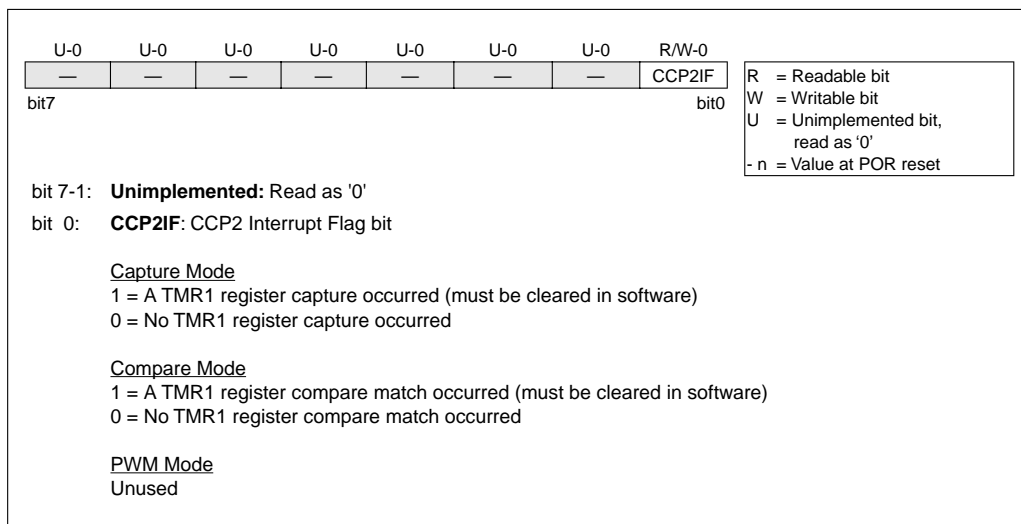 U-0 U-0 U-0 U-0 U-0 U-0 U-0 R/W-0
— — — — — — — CCP2IF
bit7 bit0
R = Readable bit
W = Writable bit
U = Unimplemented bit,
read as ‘0’
- n = Value at POR reset
bit 7-1: Unimplemented: Read as '0'
bit 0: CCP2IF: CCP2 Interrupt Flag bit
Capture Mode
1 = A TMR1 register capture occurred (must be cleared in software)
0 = No TMR1 register capture occurred
Compare Mode
1 = A TMR1 register compare match occurred (must be cleared in software)
0 = No TMR1 register compare match occurred
PWM Mode
Unused